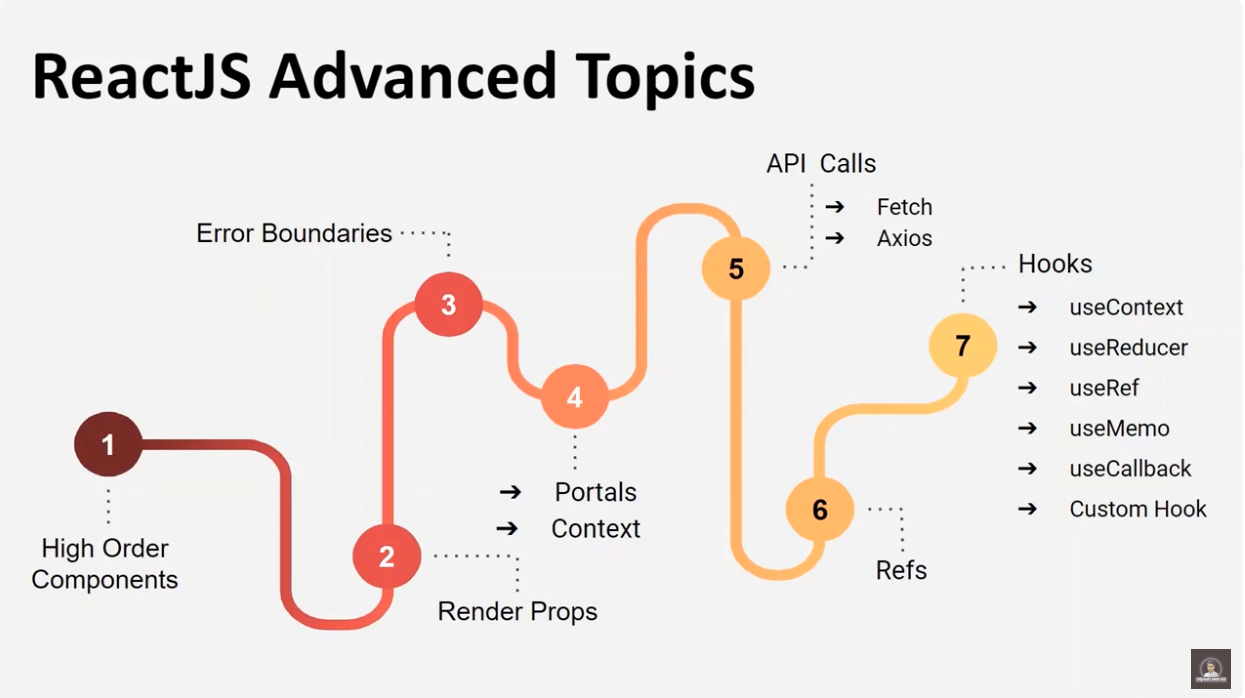 ReactJS Advanced Topics
1
High Order
Components
2
Render Props
3
Error Boundaries
4
➔ Portals
➔ Context
5
API Calls
➔ Fetch
➔ Axios
6
Refs
7
Hooks
➔ useContext
➔ useReducer
➔ useRef
➔ useMemo
➔ useCallback
➔ Custom Hook